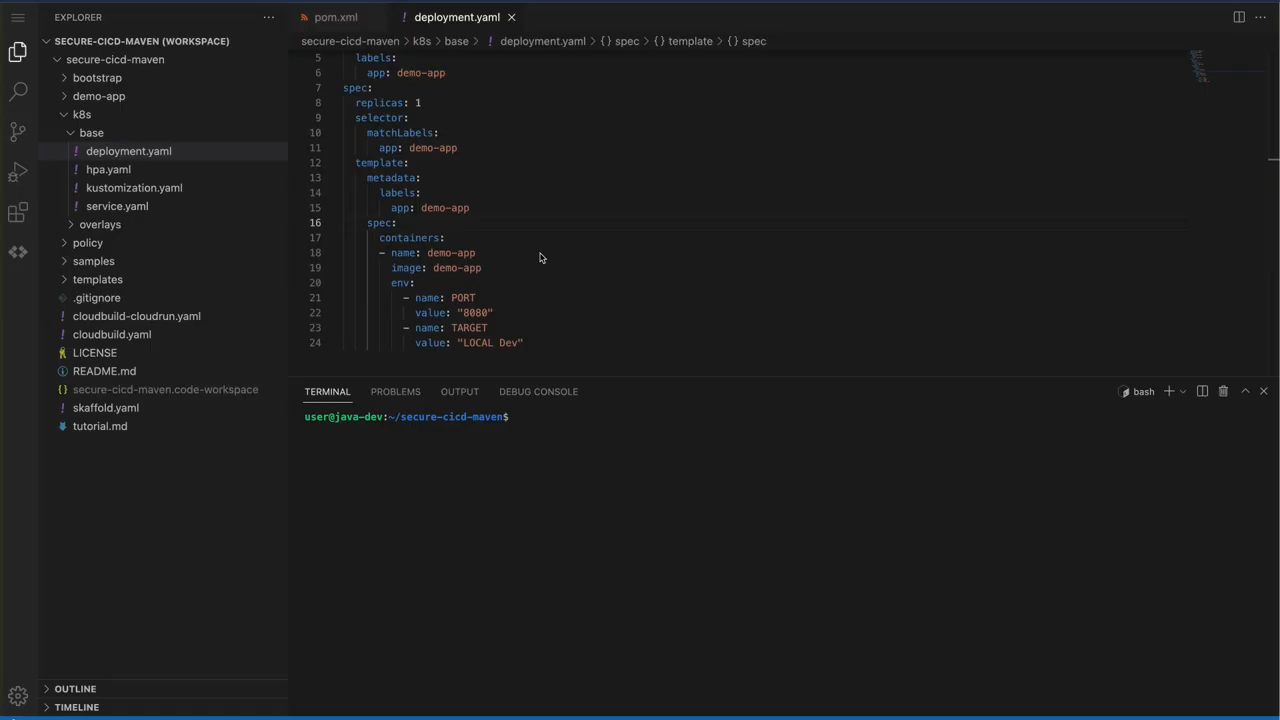 EXPLORER
SECURE-CICD-MAVEN (WORKSPACE)
secure-cicd-maven
bootstrap
demo-app
k8s
base
! deployment.yaml
! hpa.yaml
! kustomization.yaml
! service.yaml
overlays
policy
samples
templates
.gitignore
! cloudbuild-cloudrun.yaml
! cloudbuild.yaml
LICENSE
README.md
{} secure-cicd-maven.code-workspace
! skaffold.yaml
tutorial.md
OUTLINE
TIMELINE
pom.xml
! deployment.yaml
secure-cicd-maven > k8s > base > ! deployment.yaml > {} spec > {} template > {} spec
5 labels:
6 app: demo-app
7 spec:
8 replicas: 1
9 selector:
10 matchLabels:
11 app: demo-app
12 template:
13 metadata:
14 labels:
15 app: demo-app
16 spec:
17 containers:
18 - name: demo-app
19 image: demo-app
20 env:
21 - name: PORT
22 value: "8080"
23 - name: TARGET
24 value: "LOCAL Dev"
TERMINAL PROBLEMS OUTPUT DEBUG CONSOLE
bash
user@java-dev:~/secure-cicd-maven$